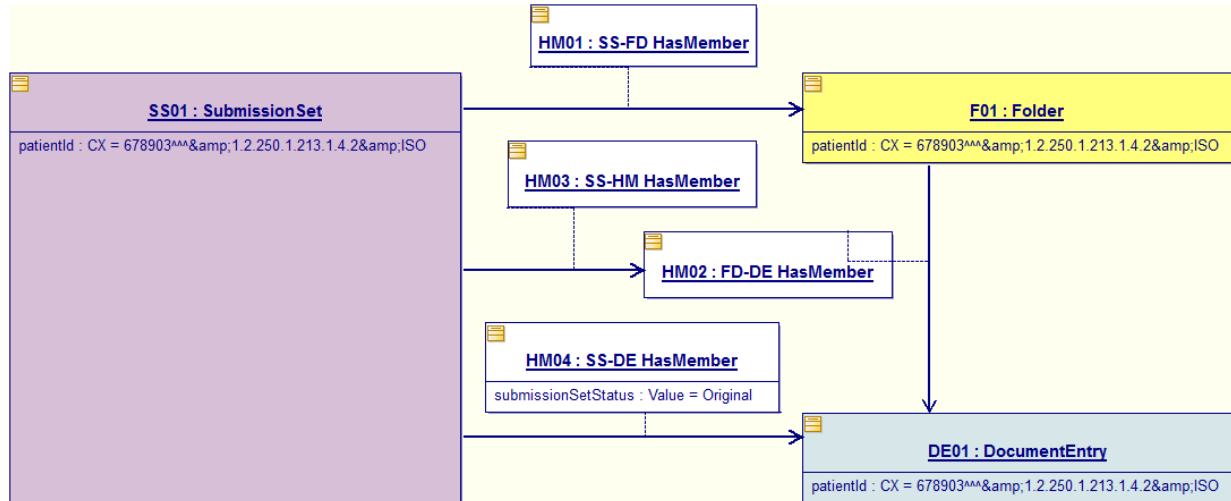 HM01 : SS-FD HasMember
SS01 : SubmissionSet
patientId : CX = 678903^^^&amp;1.2.250.1.213.1.4.2&amp;ISO
F01 : Folder
patientId : CX = 678903^^^&amp;1.2.250.1.213.1.4.2&amp;ISO
HM03 : SS-HM HasMember
HM02 : FD-DE HasMember
HM04 : SS-DE HasMember
submissionSetStatus : Value = Original
DE01 : DocumentEntry
patientId : CX = 678903^^^&amp;1.2.250.1.213.1.4.2&amp;ISO